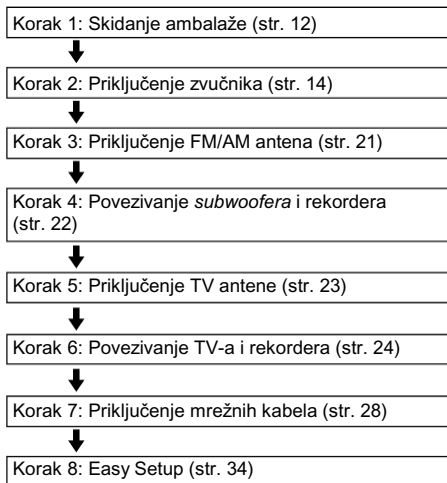 Korak 1: Skidanje ambalaže (str. 12)
Korak 2: Priključenje zvučnika (str. 14)
Korak 3: Priključenje FM/AM antena (str. 21)
Korak 4: Povezivanje subwoofera i rekordera
(str. 22)
Korak 5: Priključenje TV antene (str. 23)
Korak 6: Povezivanje TV-a i rekordera (str. 24)
Korak 7: Priključenje mrežnih kabela (str. 28)
Korak 8: Easy Setup (str. 34)